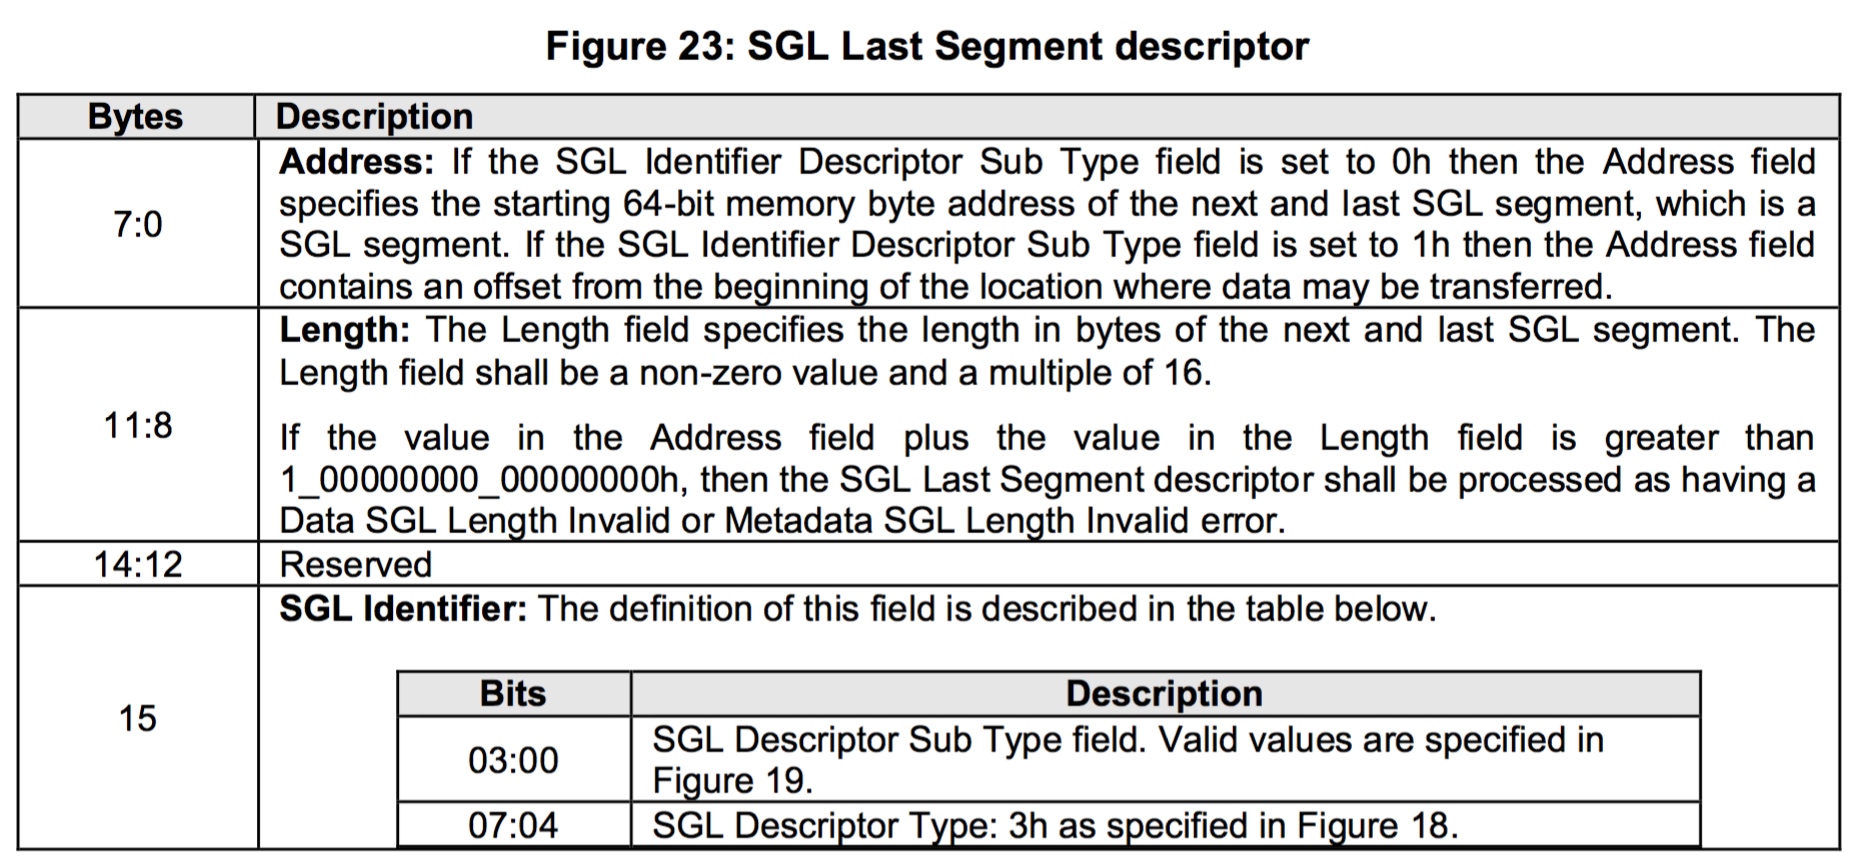 Figure 23: SGL Last Segment descriptor
Bytes Description
7:0
Address: If the SGL Identifier Descriptor Sub Type field is set to 0h then the Address field
specifies the starting 64-bit memory byte address of the next and last SGL segment, which is a
SGL segment. If the SGL Identifier Descriptor Sub Type field is set to 1h then the Address field
contains an offset from the beginning of the location where data may be transferred.
11:8
Length: The Length field specifies the length in bytes of the next and last SGL segment. The
Length field shall be a non-zero value and a multiple of 16.
If the value in the Address field plus the value in the Length field is greater than
1_00000000_00000000h, then the SGL Last Segment descriptor shall be processed as having a
Data SGL Length Invalid or Metadata SGL Length Invalid error.
14:12 Reserved
15
SGL Identifier: The definition of this field is described in the table below.
Bits Description
03:00
SGL Descriptor Sub Type field. Valid values are specified in
Figure 19.
07:04 SGL Descriptor Type: 3h as specified in Figure 18.